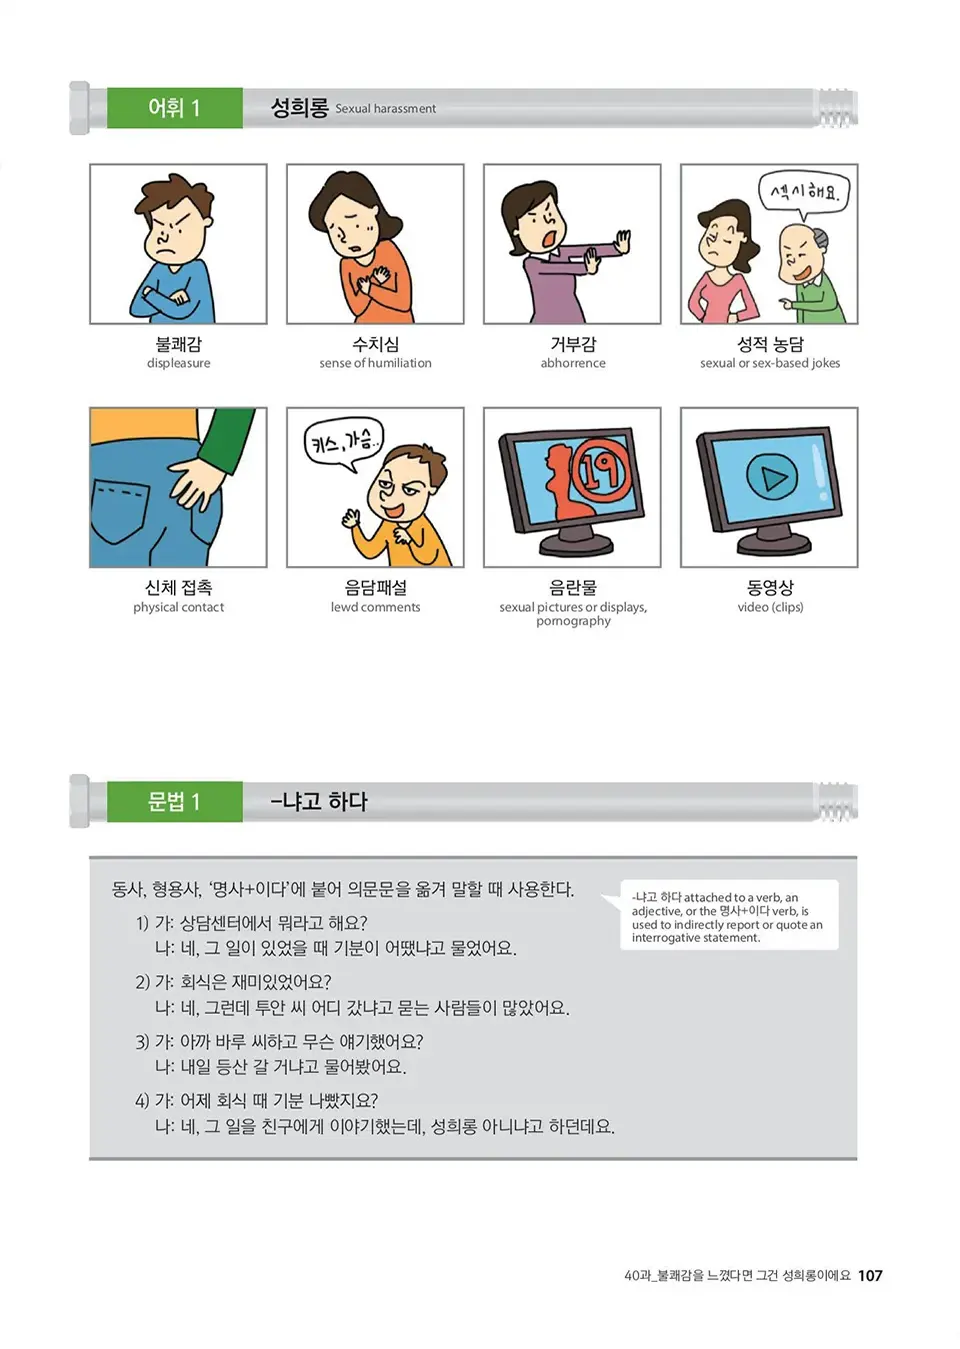 어휘 1
성희롱 Sexual harassment
섹시해요.
불쾌감
displeasure
수치심
sense of humiliation
거부감
abhorrence
성적 농담
sexual or sex-based jokes
키스, 가슴..
19
신체 접촉
physical contact
음담패설
lewd comments
음란물
sexual pictures or displays,
pornography
동영상
video (clips)
문법 1
-냐고 하다
동사, 형용사, ‘명사+이다’에 붙어 의문문을 옮겨 말할 때 사용한다.
-냐고 하다 attached to a verb, an
adjective, or the 명사+이다 verb, is
used to indirectly report or quote an
interrogative statement.
1) 가: 상담센터에서 뭐라고 해요?
나: 네, 그 일이 있었을 때 기분이 어땠냐고 물었어요.
2) 가: 회식은 재미있었어요?
나: 네, 그런데 투안 씨 어디 갔냐고 묻는 사람들이 많았어요.
3) 가: 아까 바루 씨하고 무슨 얘기했어요?
나: 내일 등산 갈 거냐고 물어봤어요.
4) 가: 어제 회식 때 기분 나빴지요?
나: 네, 그 일을 친구에게 이야기했는데, 성희롱 아니냐고 하던데요.
40과_불쾌감을 느꼈다면 그건 성희롱이에요 107